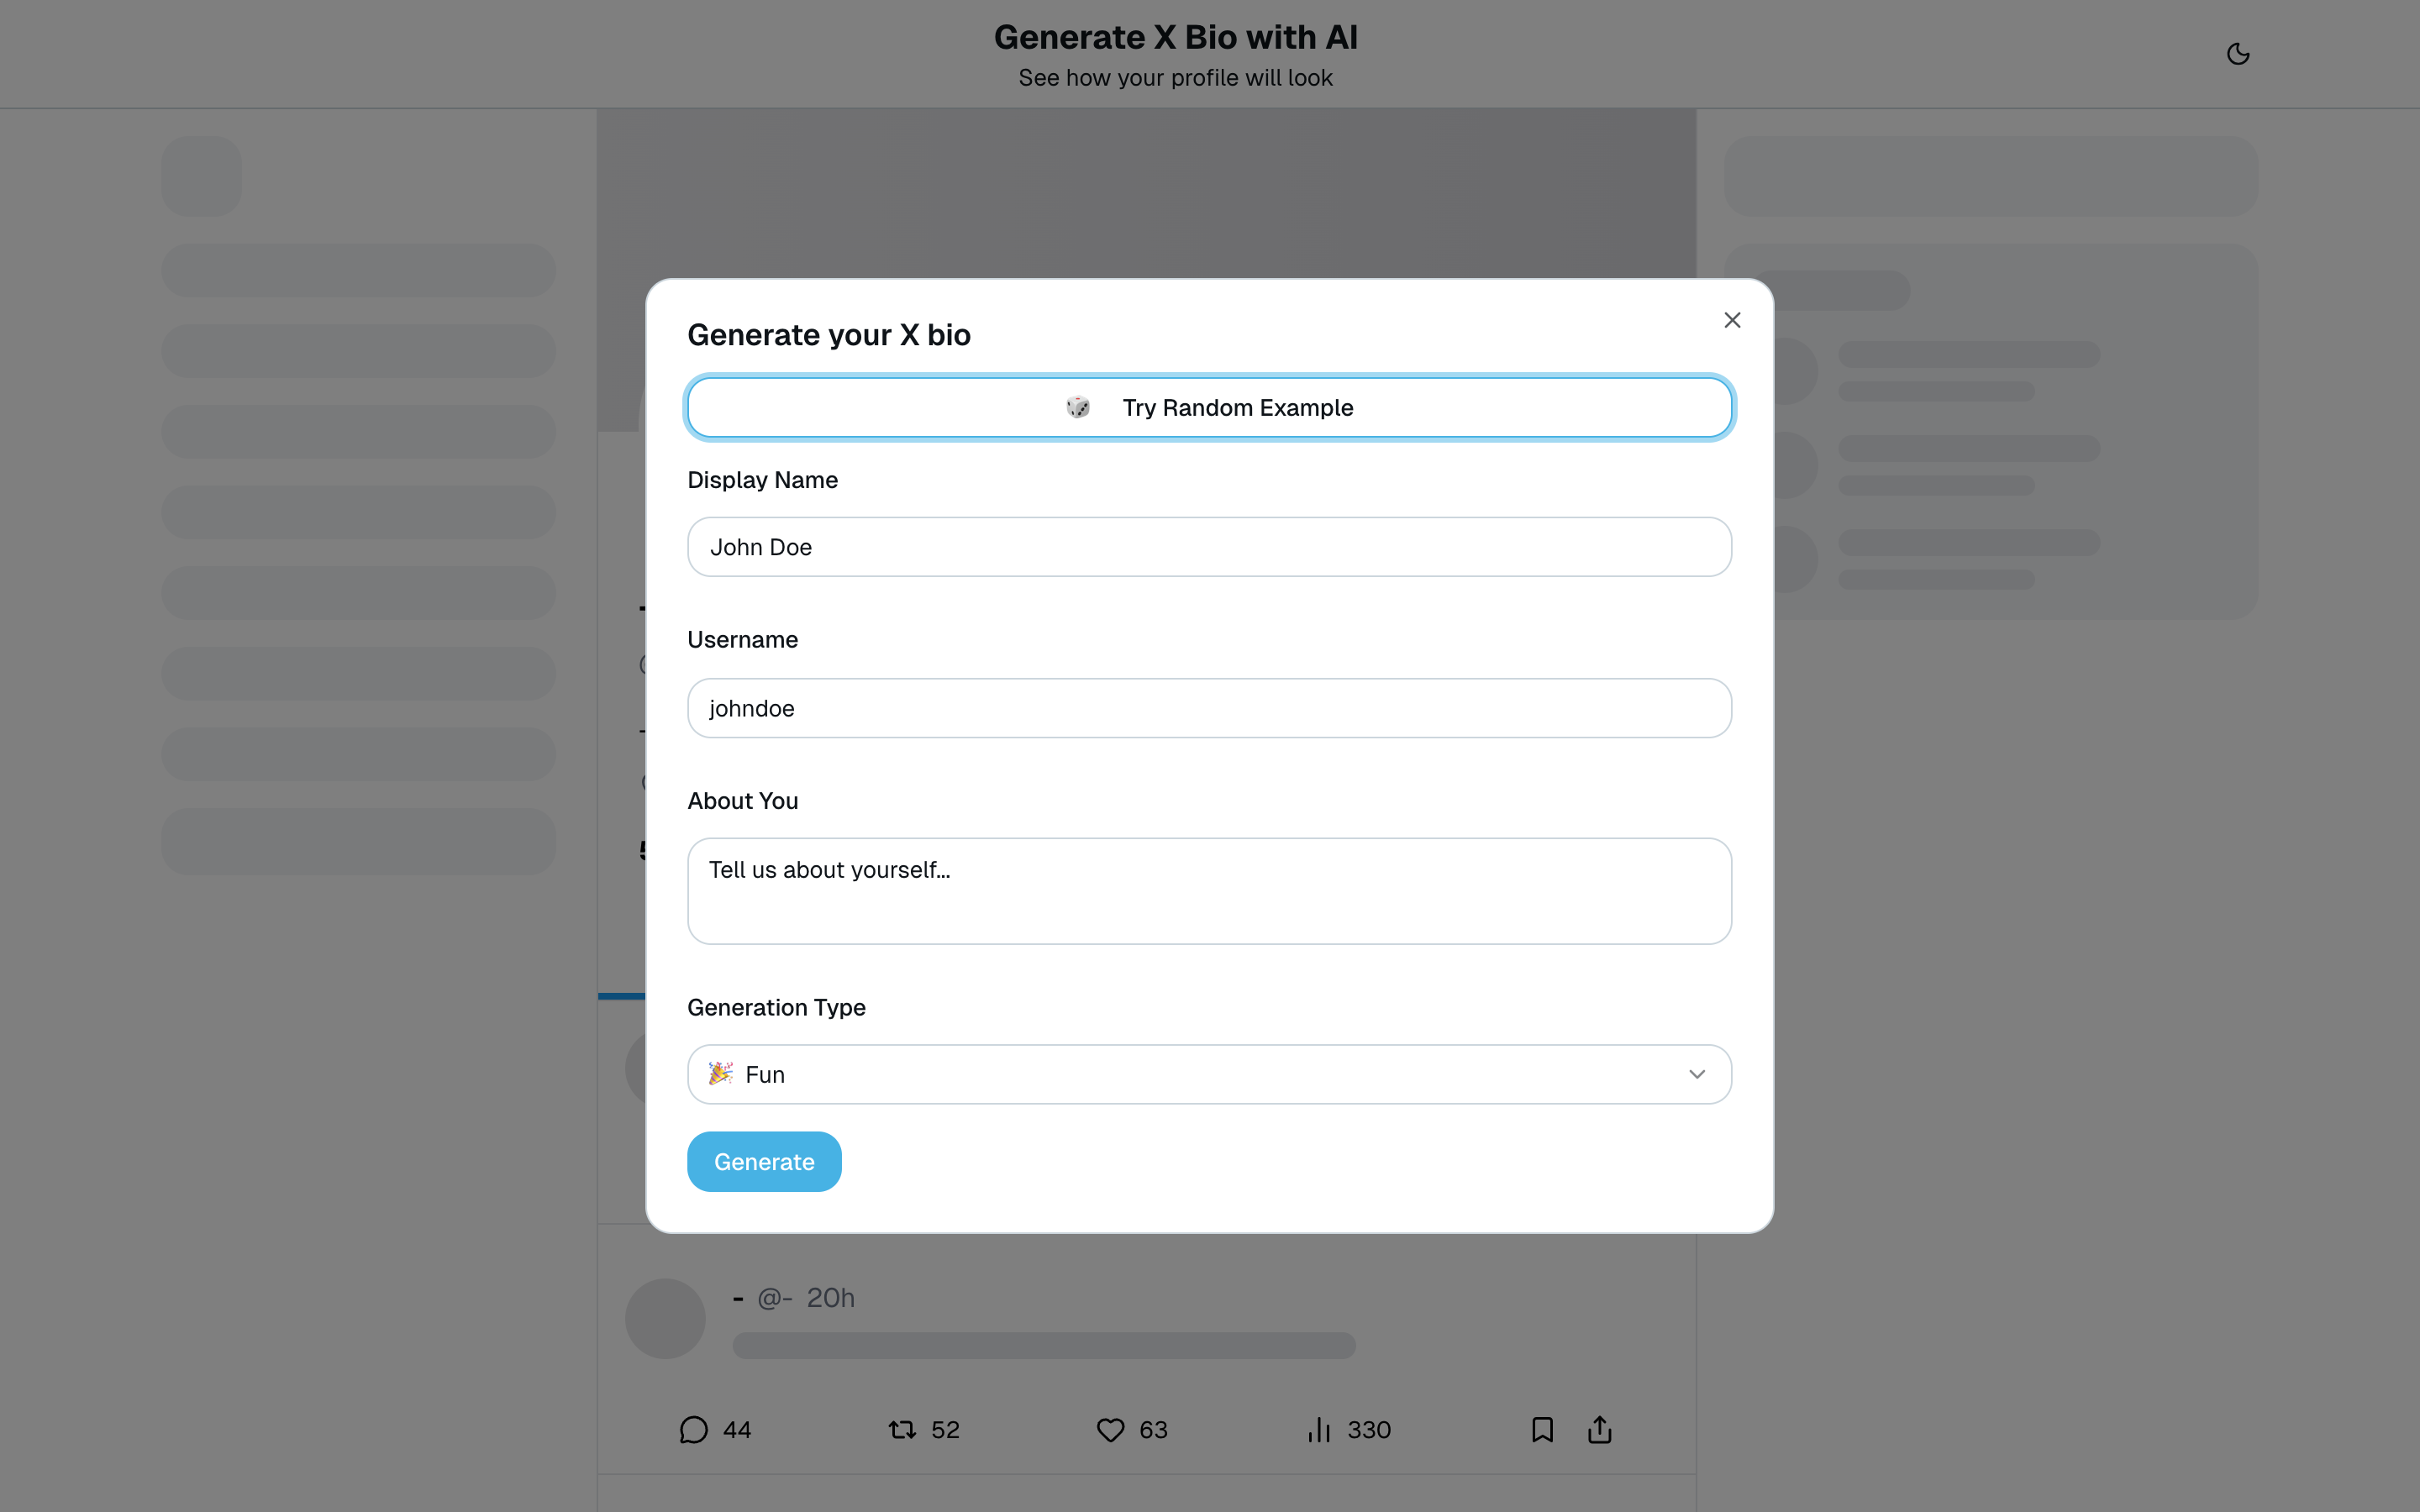 Generate X Bio with AI
See how your profile will look
Generate your X bio
Try Random Example
Display Name
John Doe
Username
johndoe
About You
Tell us about yourself...
Generation Type
Fun
Generate
- @- 20h
44 52 63 330